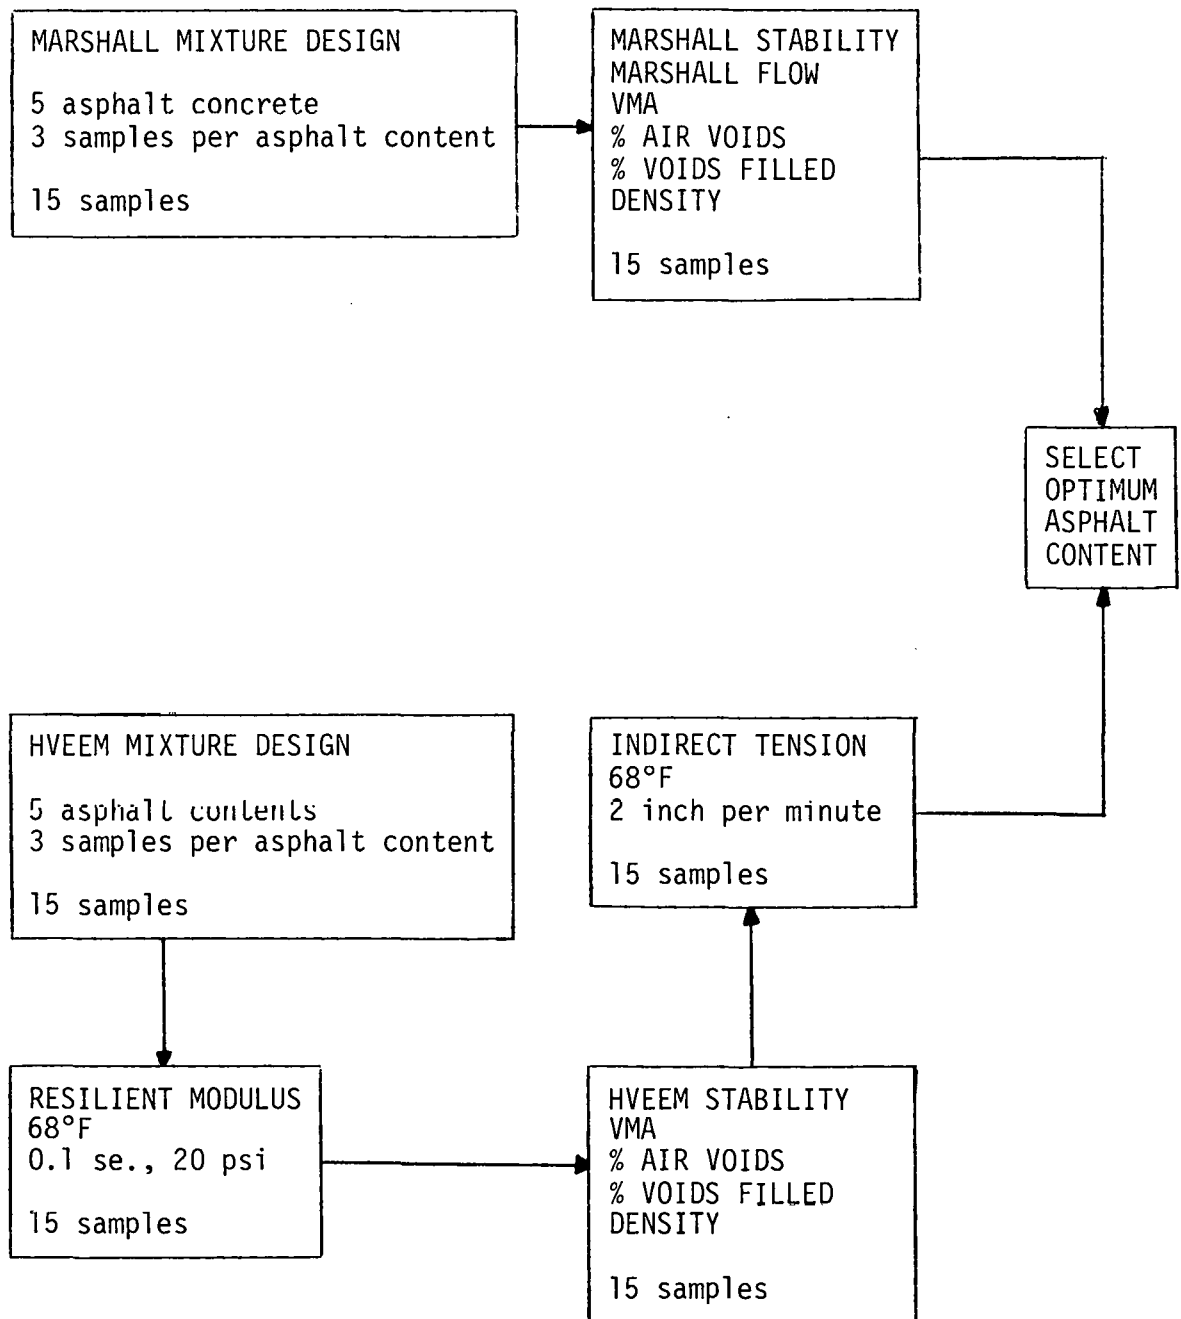 MARSHALL MIXTURE DESIGN
5 asphalt concrete
3 samples per asphalt content
15 samples
MARSHALL STABILITY
MARSHALL FLOW
VMA
% AIR VOIDS
% VOIDS FILLED
DENSITY
15 samples
SELECT
OPTIMUM
ASPHALT
CONTENT
HVEEM MIXTURE DESIGN
5 asphalt contents
3 samples per asphalt content
15 samples
INDIRECT TENSION
68°F
2 inch per minute
15 samples
RESILIENT MODULUS
68°F
0.1 se., 20 psi
15 samples
HVEEM STABILITY
VMA
% AIR VOIDS
% VOIDS FILLED
DENSITY
15 samples